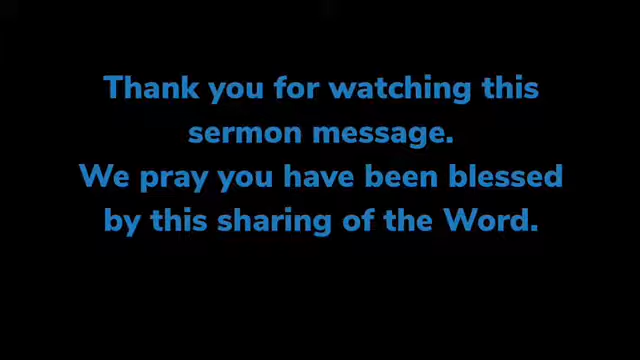 Thank you for watching this
sermon message.
We pray you have been blessed
by this sharing of the Word.